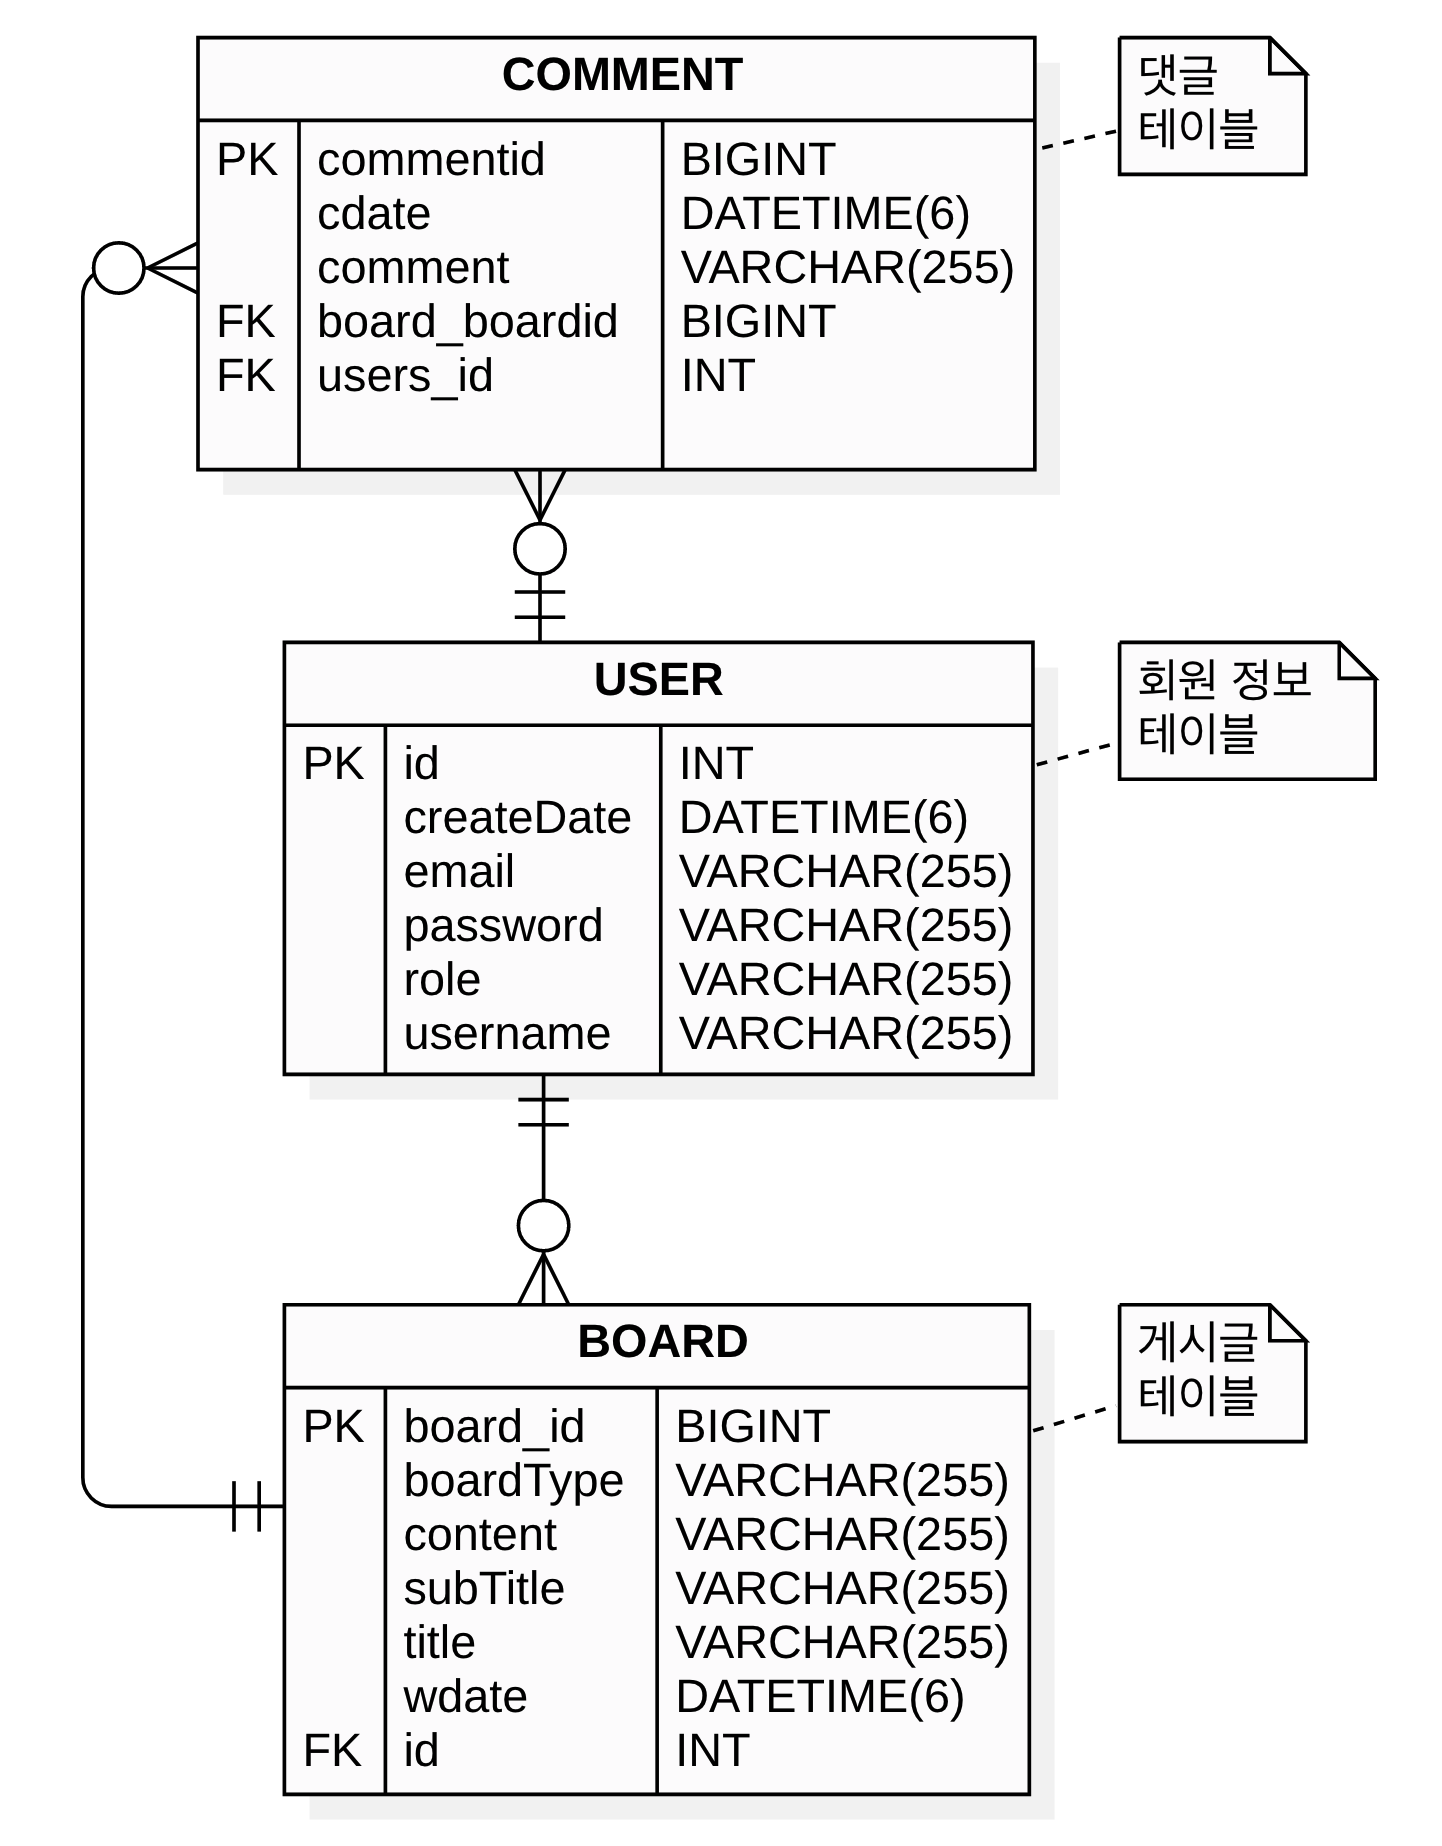 COMMENT
PK commentid BIGINT
cdate DATETIME(6)
comment VARCHAR(255)
FK board_boardid BIGINT
FK users_id INT
댓글
테이블
USER
PK id INT
createDate DATETIME(6)
email VARCHAR(255)
password VARCHAR(255)
role VARCHAR(255)
username VARCHAR(255)
회원 정보
테이블
BOARD
PK board_id BIGINT
boardType VARCHAR(255)
content VARCHAR(255)
subTitle VARCHAR(255)
title VARCHAR(255)
wdate DATETIME(6)
FK id INT
게시글
테이블